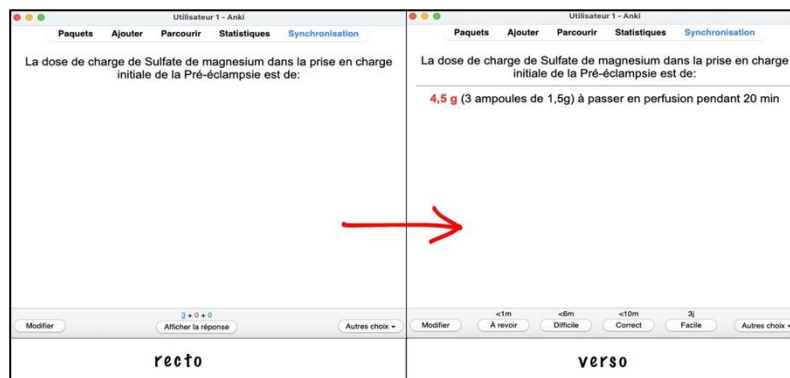 Utilisateur 1 - Anki
Paquets Ajouter Parcourir Statistiques Synchronisation
La dose de charge de Sulfate de magnesium dans la prise en charge
initiale de la Pré-éclampsie est de:
3 + 0 + 0
Modifier Afficher la réponse Autres choix
recto
Utilisateur 1 - Anki
Paquets Ajouter Parcourir Statistiques Synchronisation
La dose de charge de Sulfate de magnesium dans la prise en charge
initiale de la Pré-éclampsie est de:
4,5 g (3 ampoules de 1,5g) à passer en perfusion pendant 20 min
<1m <6m <10m 3j
Modifier À revoir Difficile Correct Facile Autres choix
verso